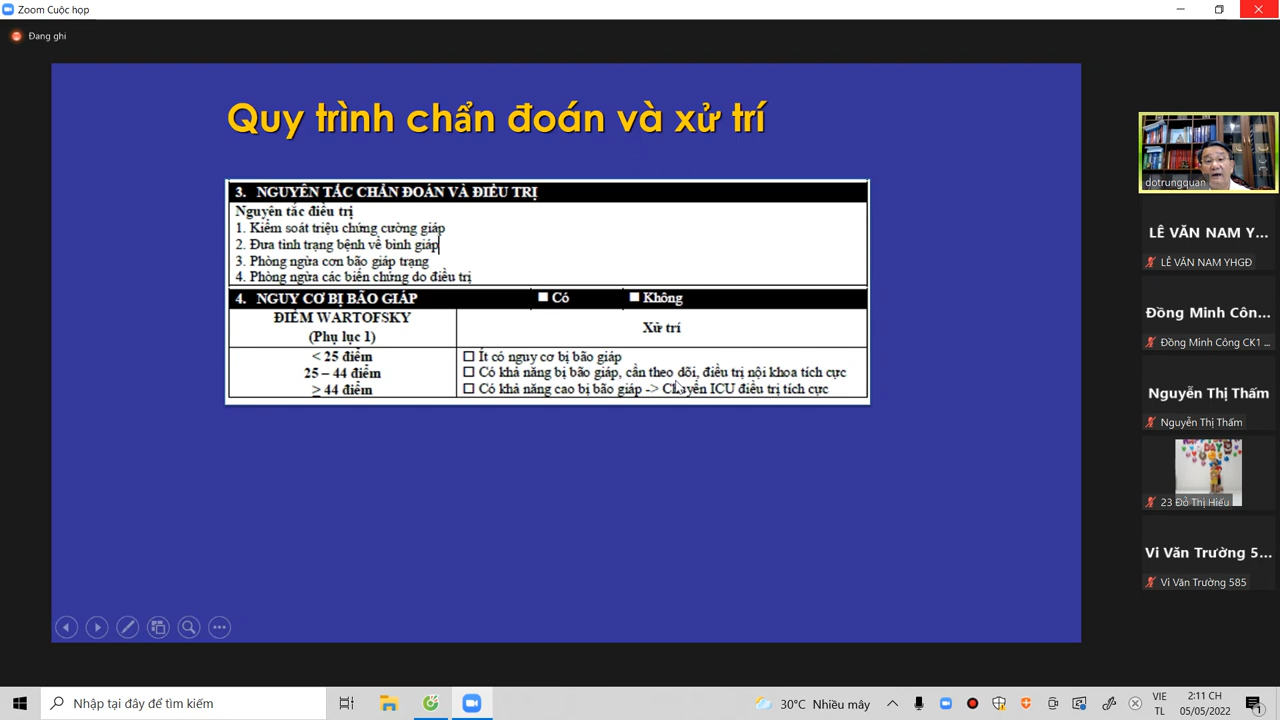 Zoom Cuộc họp
Đang ghi
Quy trình chẩn đoán và xử trí
3. NGUYÊN TẮC CHẨN ĐOÁN VÀ ĐIỀU TRỊ
Nguyên tắc điều trị
1. Kiểm soát triệu chứng cường giáp
2. Đưa tình trạng bệnh về bình giáp
3. Phòng ngừa cơn bão giáp trạng
4. Phòng ngừa các biến chứng do điều trị
4. NGUY CƠ BỊ BÃO GIÁP ■ Có ■ Không
ĐIỂM WARTOFSKY
(Phụ lục 1)
Xử trí
< 25 điểm
☐ Ít có nguy cơ bị bão giáp
25 – 44 điểm
☐ Có khả năng bị bão giáp, cần theo dõi, điều trị nội khoa tích cực
≥ 44 điểm
☐ Có khả năng cao bị bão giáp -> Chuyển ICU điều trị tích cực
dotrungquan
LÊ VĂN NAM Y...
LÊ VĂN NAM YHGĐ
Đồng Minh Côn...
Đồng Minh Công CK1 ...
Nguyễn Thị Thấm
Nguyễn Thị Thấm
23 Đỗ Thị Hiếu
Vi Văn Trường 5...
Vi Văn Trường 585
Nhập tại đây để tìm kiếm
30°C Nhiều mây
VIE
TL
2:11 CH
05/05/2022
1